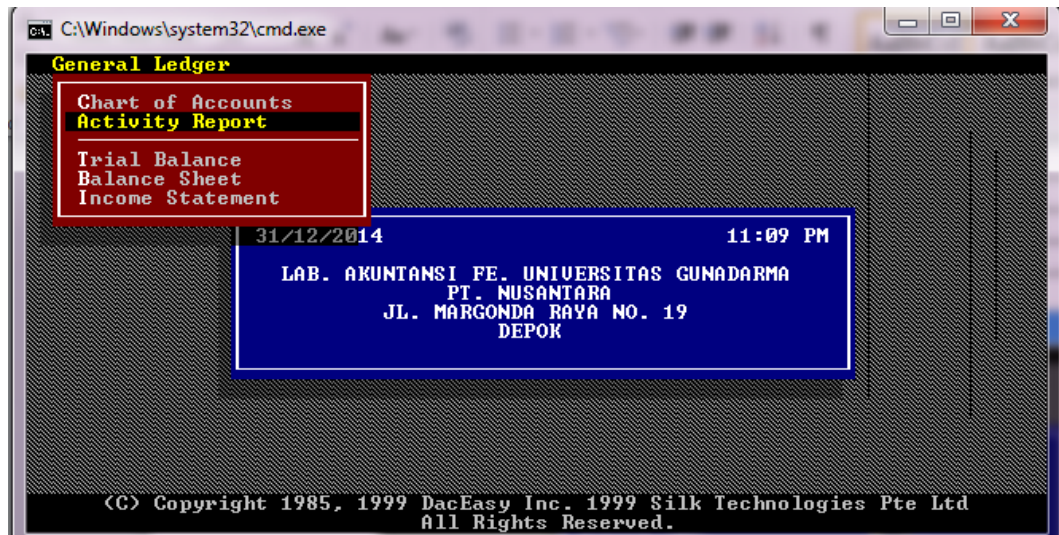 C:\Windows\system32\cmd.exe
General Ledger
Chart of Accounts
Activity Report
Trial Balance
Balance Sheet
Income Statement
31/12/2014 11:09 PM
LAB. AKUNTANSI FE. UNIVERSITAS GUNADARMA
PT. NUSANTARA
JL. MARGONDA RAYA NO. 19
DEPOK
(C) Copyright 1985, 1999 DacEasy Inc. 1999 Silk Technologies Pte Ltd
All Rights Reserved.